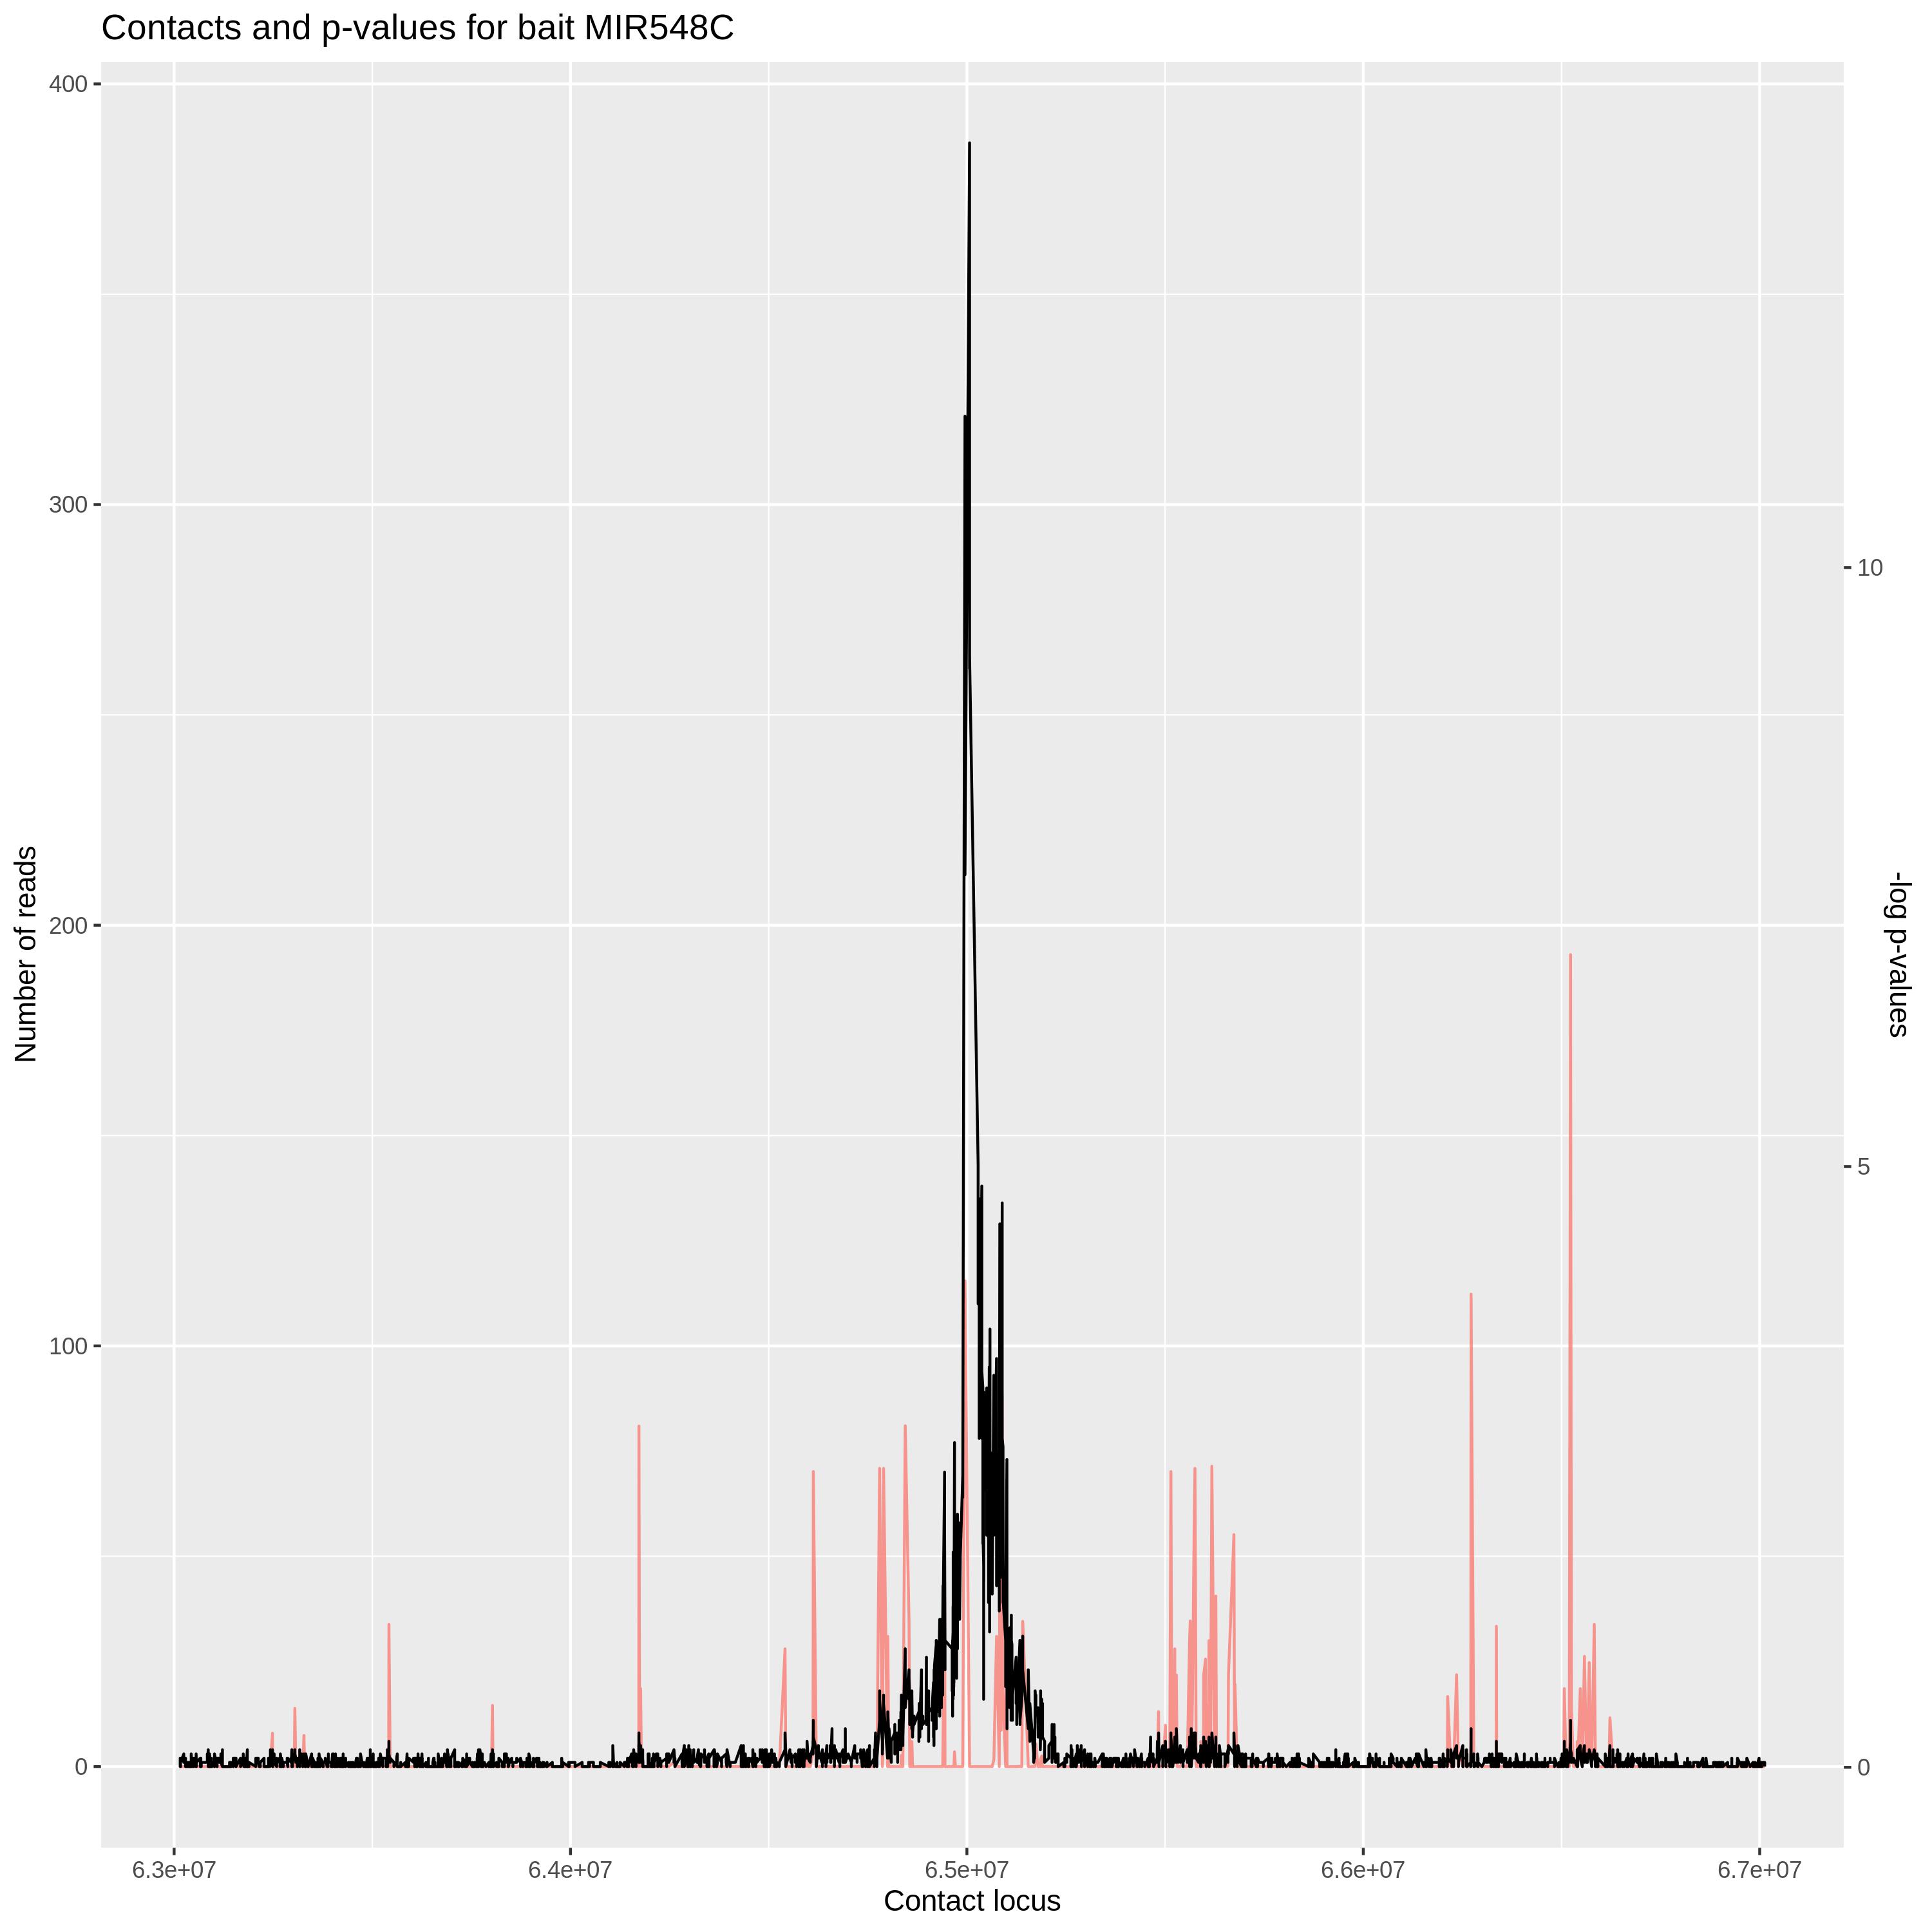 Contacts and p-values for bait MIR548C
400
300
200
100
0
Number of reads
10
5
0
-log p-values
6.3e+07
6.4e+07
6.5e+07
6.6e+07
6.7e+07
Contact locus